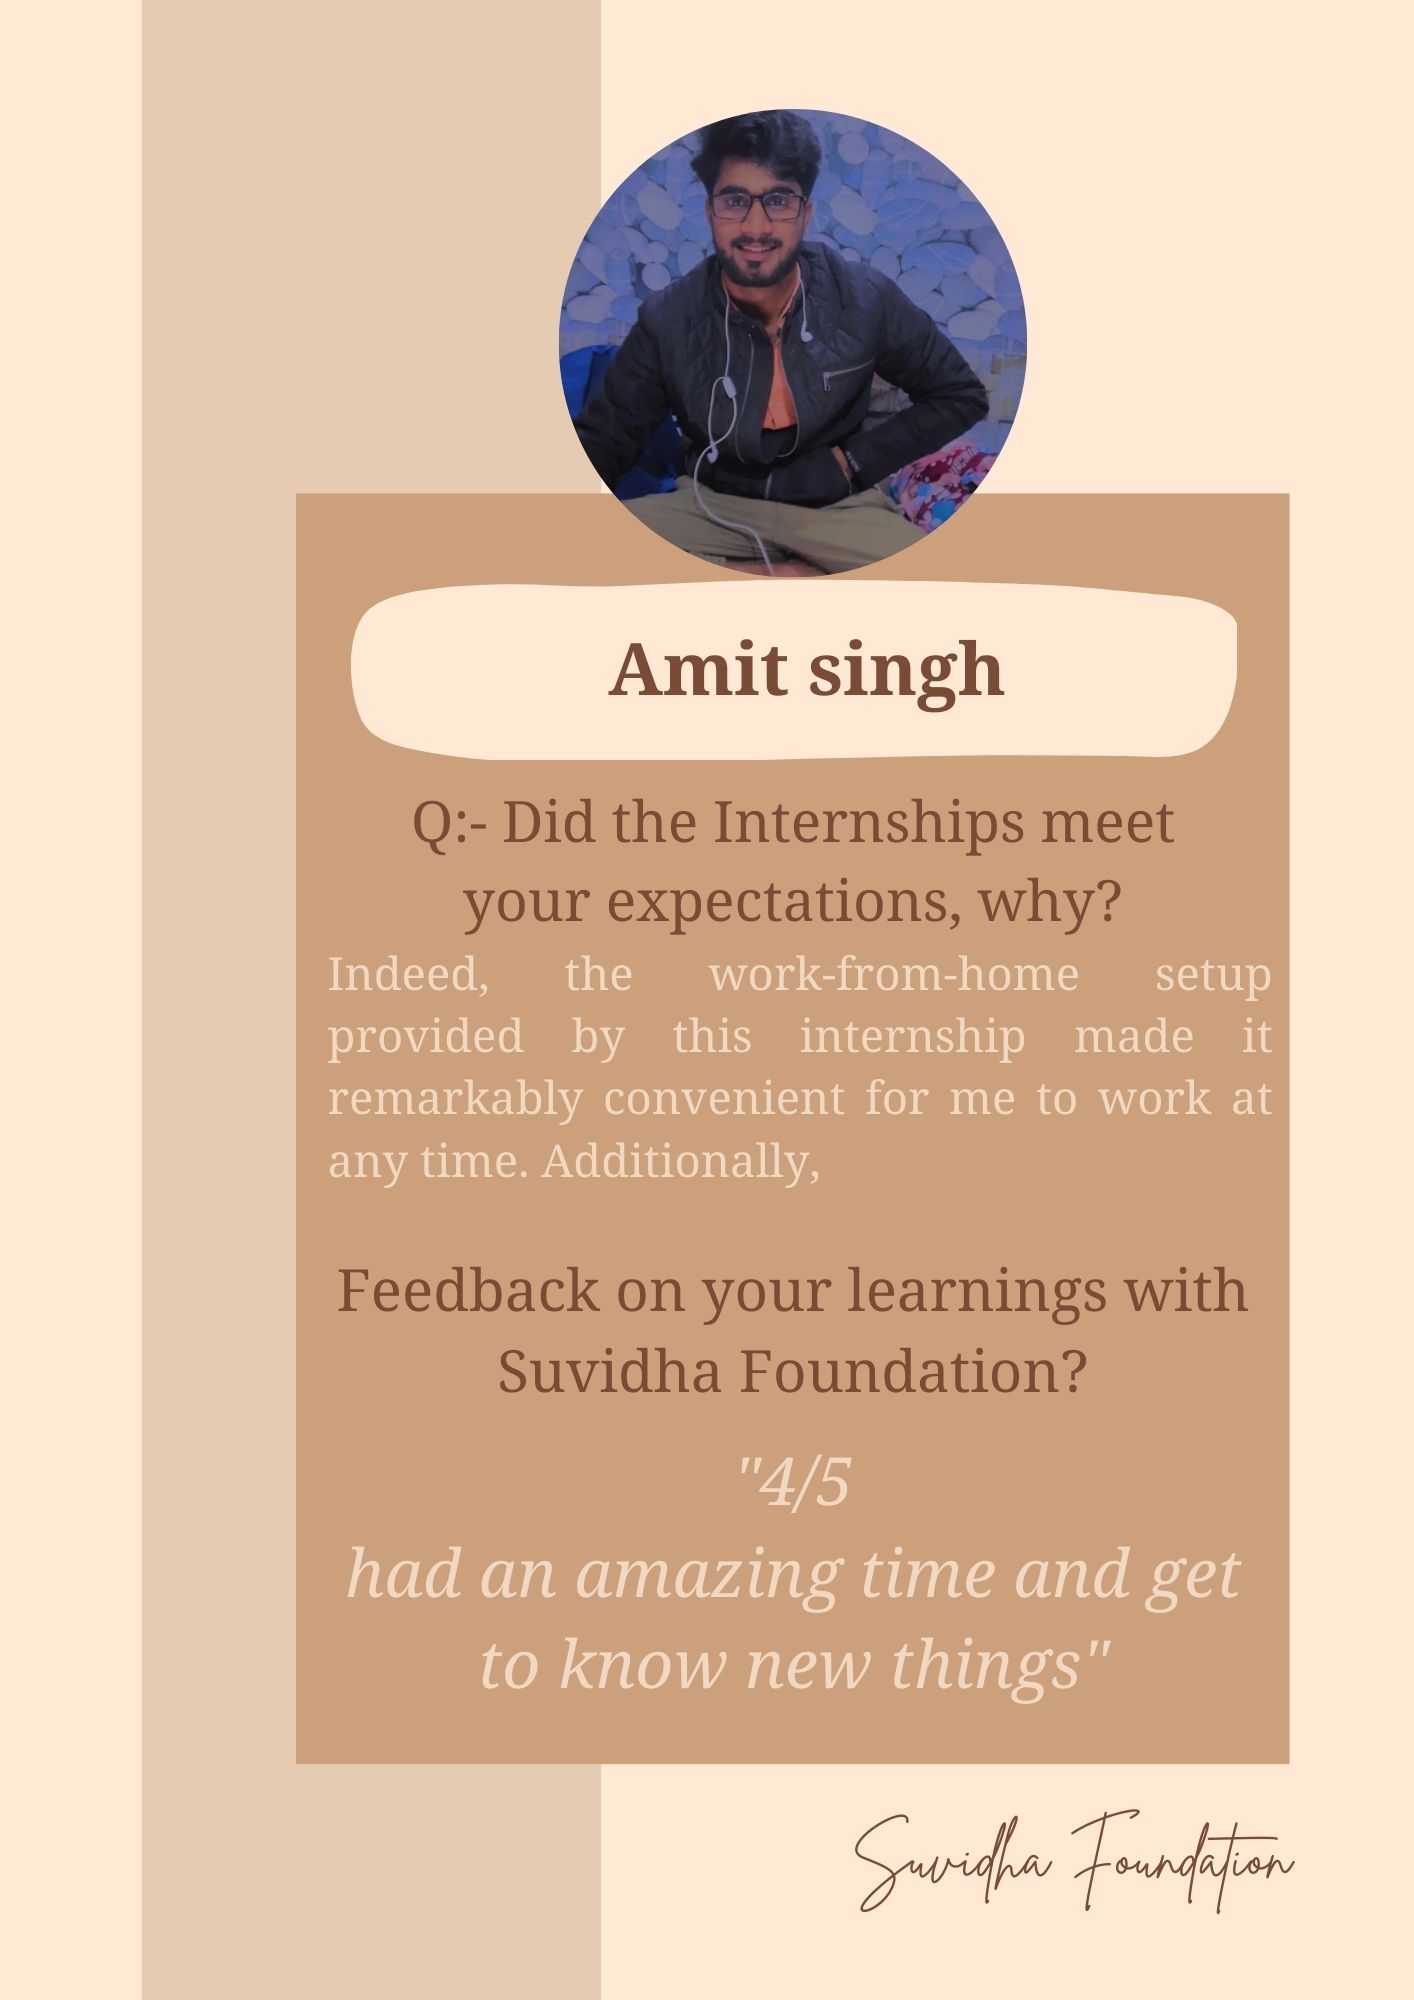 Amit singh
Q:- Did the Internships meet
your expectations, why?
Indeed, the work-from-home setup
provided by this internship made it
remarkably convenient for me to work at
any time. Additionally,
Feedback on your learnings with
Suvidha Foundation?
"4/5
had an amazing time and get
to know new things"
Suvidha Foundation